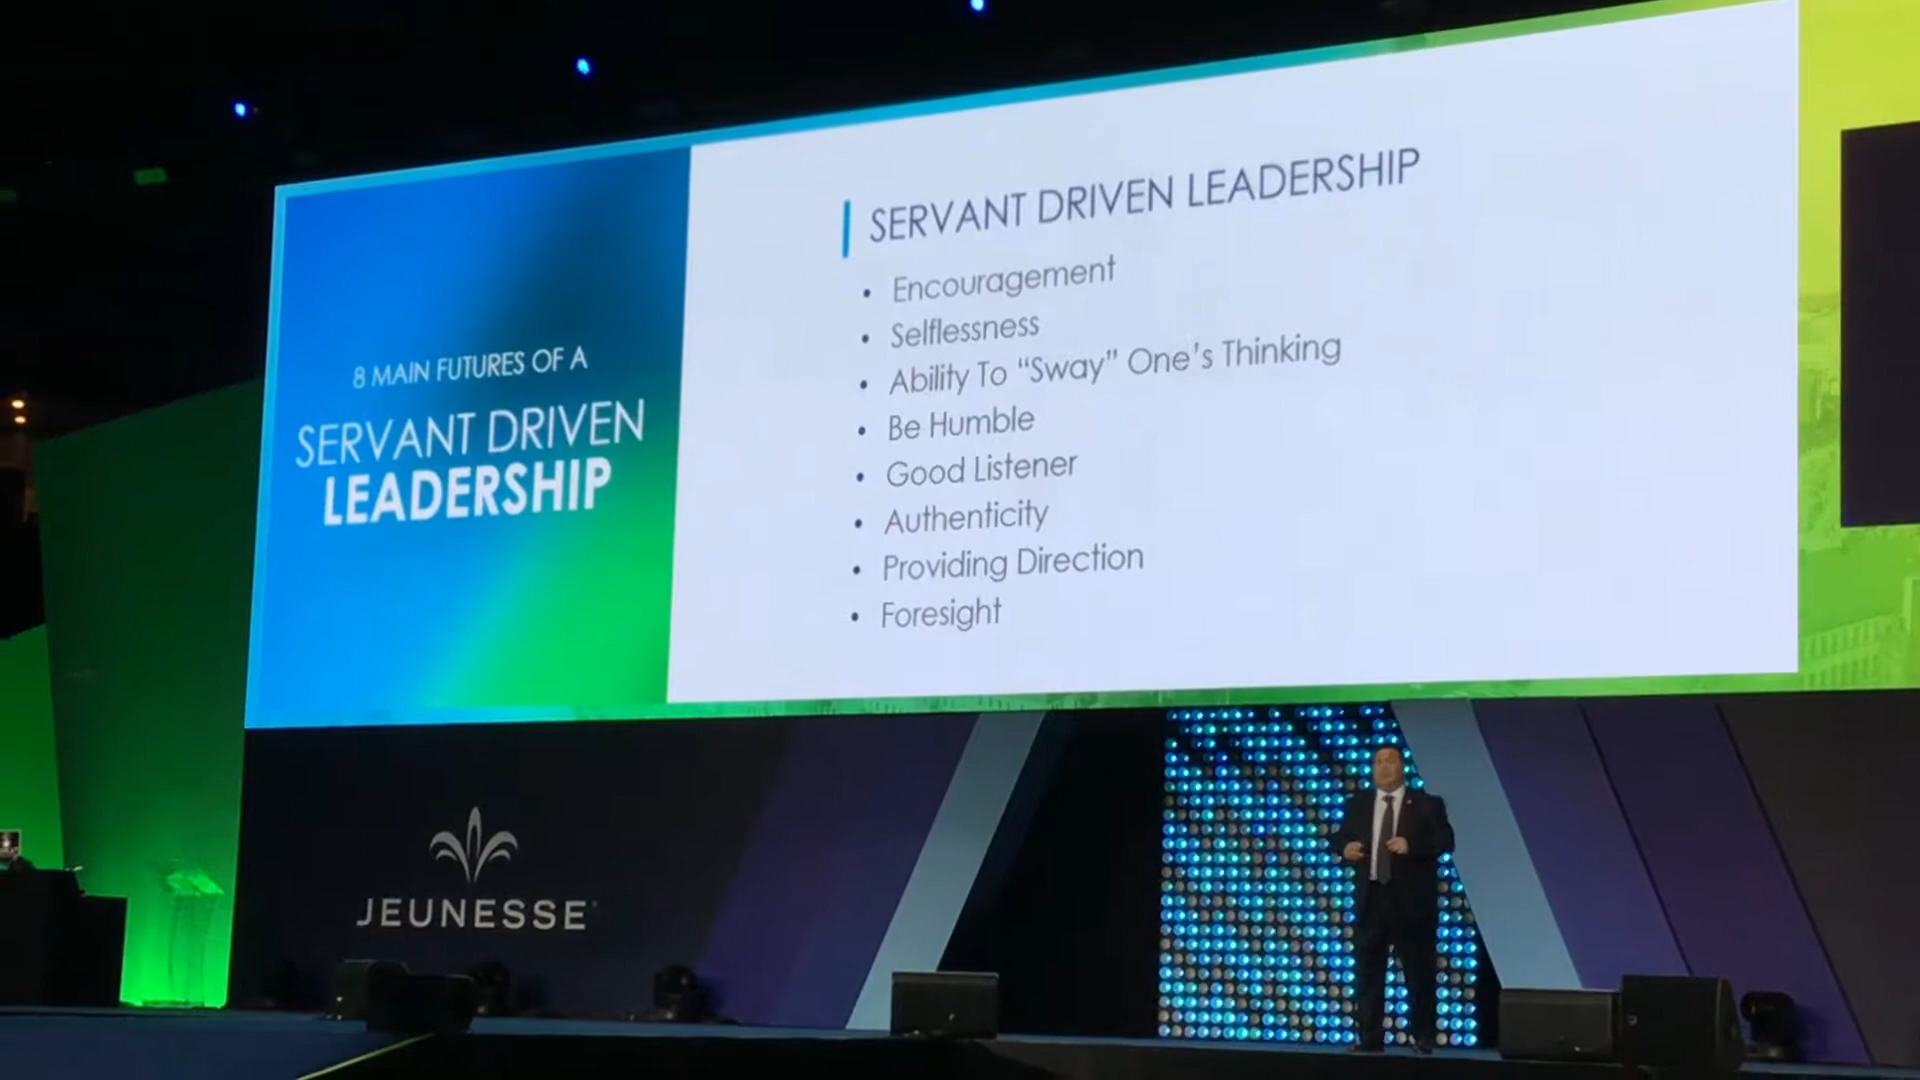 8 MAIN FUTURES OF A
SERVANT DRIVEN
LEADERSHIP
SERVANT DRIVEN LEADERSHIP
• Encouragement
• Selflessness
• Ability To “Sway” One’s Thinking
• Be Humble
• Good Listener
• Authenticity
• Providing Direction
• Foresight
JEUNESSE